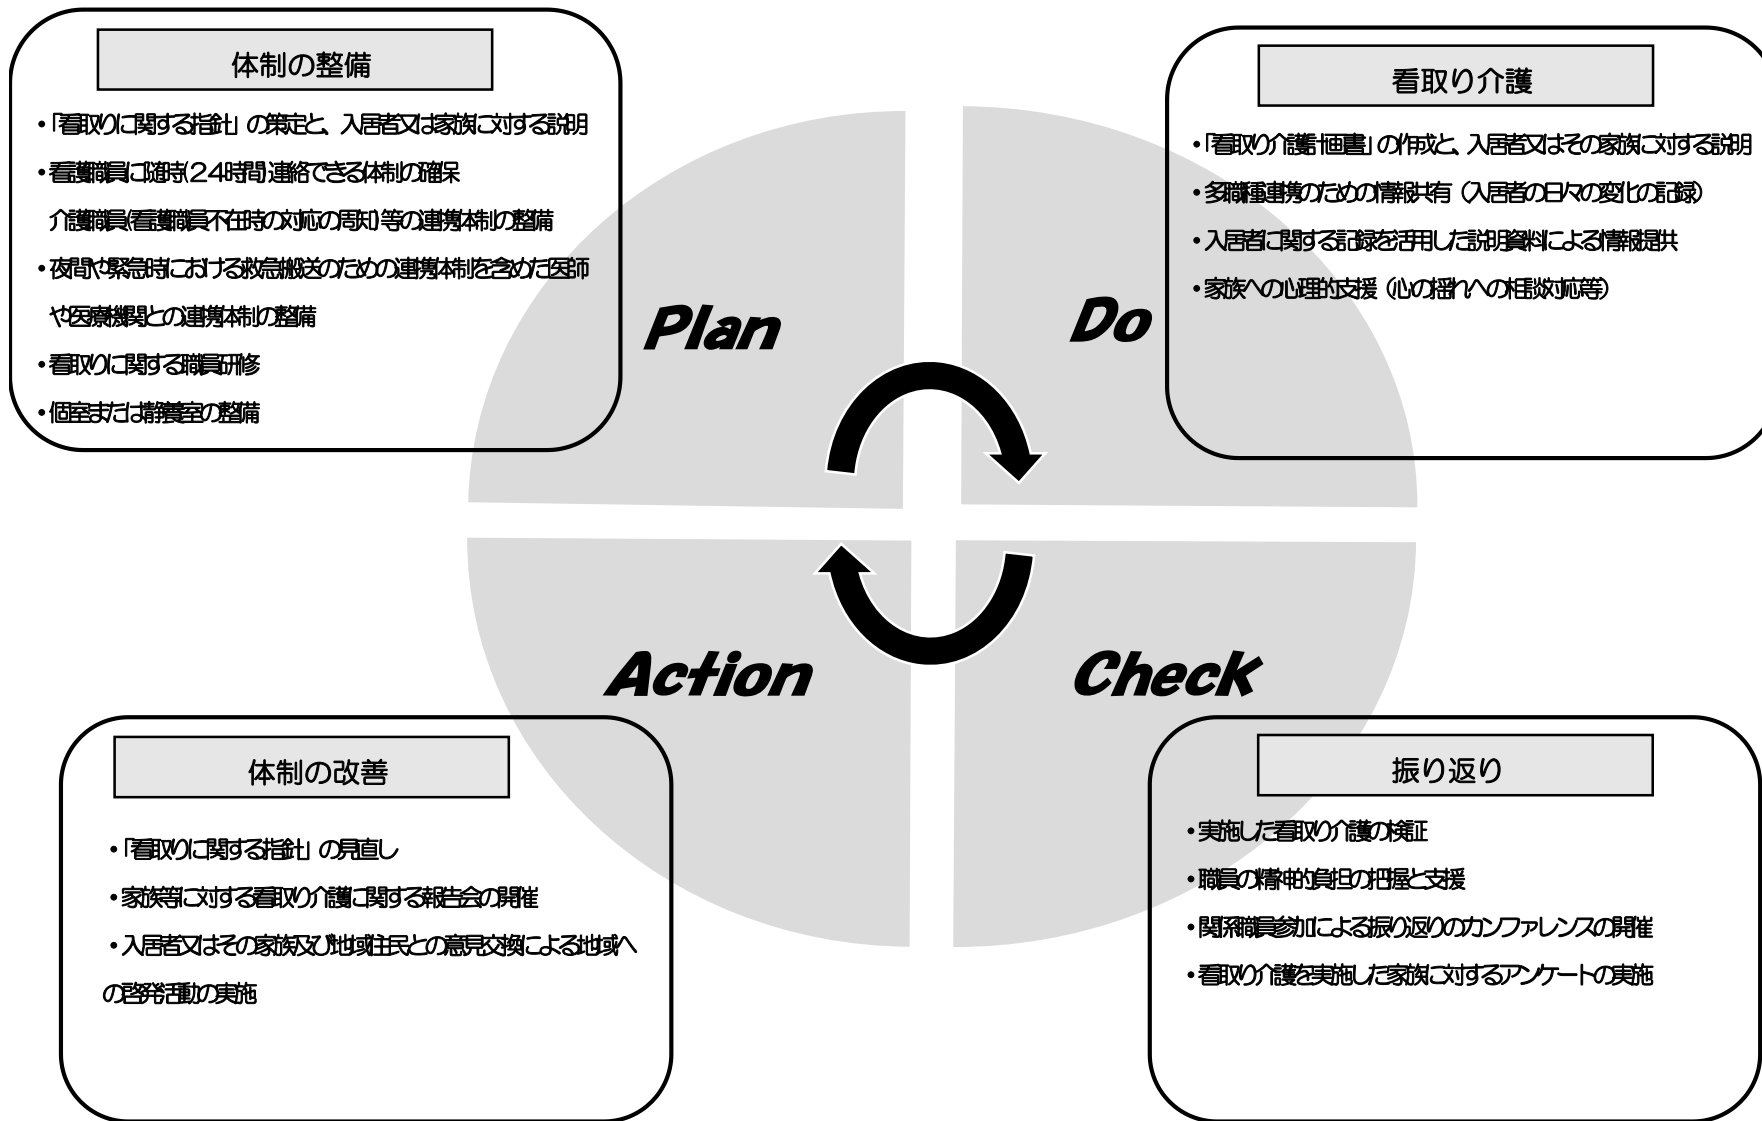 体制の整備
・「看取りに関する指針」の策定と、入居者又は家族に対する説明
・看護職員に随時(24時間)連絡できる体制の確保
介護職員(看護職員不在時の対応の周知)等の連携体制の整備
・夜間や緊急時における救急搬送のための連携体制を含めた医師
や医療機関との連携体制の整備
・看取りに関する職員研修
・個室または静養室の整備
Plan
看取り介護
・「看取り介護計画書」の作成と、入居者又はその家族に対する説明
・多職種連携のための情報共有（入居者の日々の変化の記録）
・入居者に関する記録を活用した説明資料による情報提供
・家族への心理的支援（心の揺れへの相談対応等）
Do
Action
体制の改善
・「看取りに関する指針」の見直し
・家族等に対する看取り介護に関する報告会の開催
・入居者又はその家族及び地域住民との意見交換による地域へ
の啓発活動の実施
Check
振り返り
・実施した看取り介護の検証
・職員の精神的負担の把握と支援
・関係職員参加による振り返りのカンファレンスの開催
・看取り介護を実施した家族に対するアンケートの実施